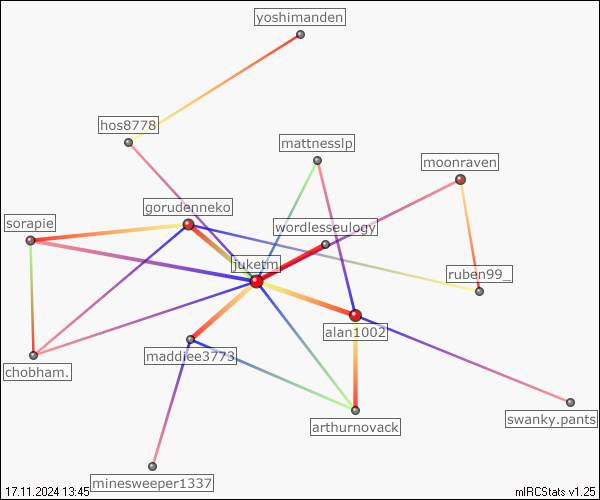 yoshimanden
hos8778
mattnesslp
moonraven
gorudenneko
sorapie
wordlesseulogy
juketm
ruben99_
alan1002
maddiee3773
chobham.
swanky.pants
arthurnovack
minesweeper1337
17.11.2024 13:45
mIRCStats v1.25